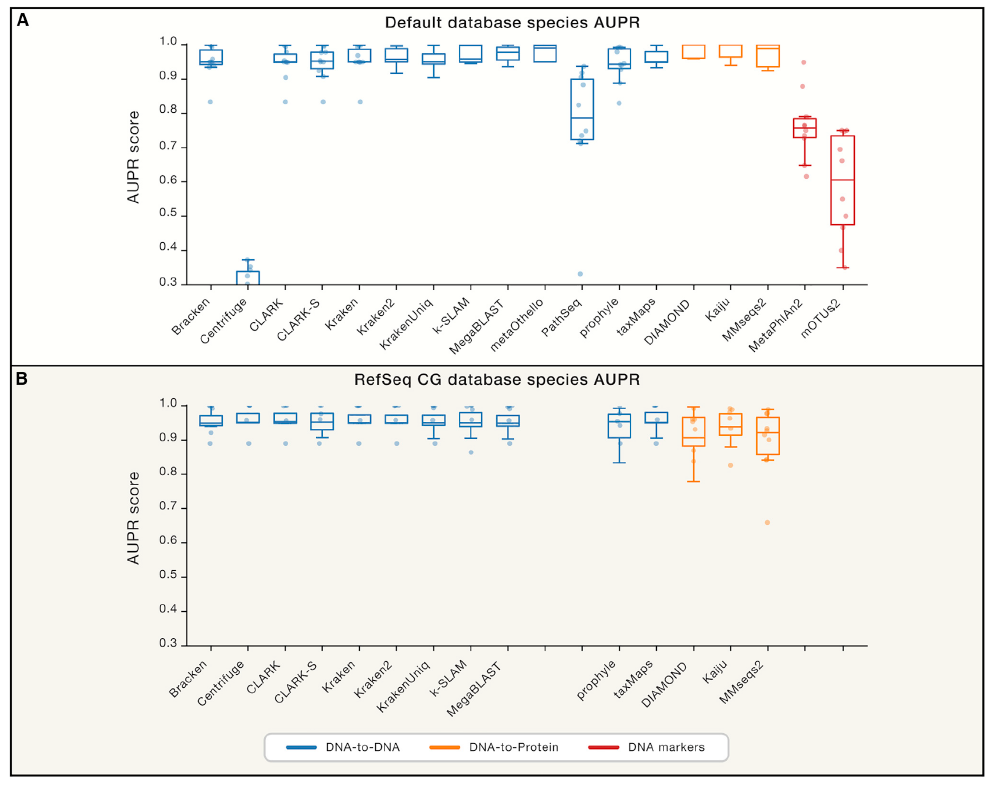 A
Default database species AUPR
AUPR score
1.0
0.9
0.8
0.7
0.6
0.5
0.4
0.3
Bracken
Centrifuge
CLARK
CLARK-S
Kraken
Kraken2
KrakenUniq
k-SLAM
MegaBLAST
metaOthello
PathSeq
prophyle
taxMaps
DIAMOND
Kaiju
MMseqs2
MetaPhlAn2
mOTUs2
B
RefSeq CG database species AUPR
AUPR score
1.0
0.9
0.8
0.7
0.6
0.5
0.4
0.3
Bracken
Centrifuge
CLARK
CLARK-S
Kraken
Kraken2
KrakenUniq
k-SLAM
MegaBLAST
prophyle
taxMaps
DIAMOND
Kaiju
MMseqs2
DNA-to-DNA
DNA-to-Protein
DNA markers